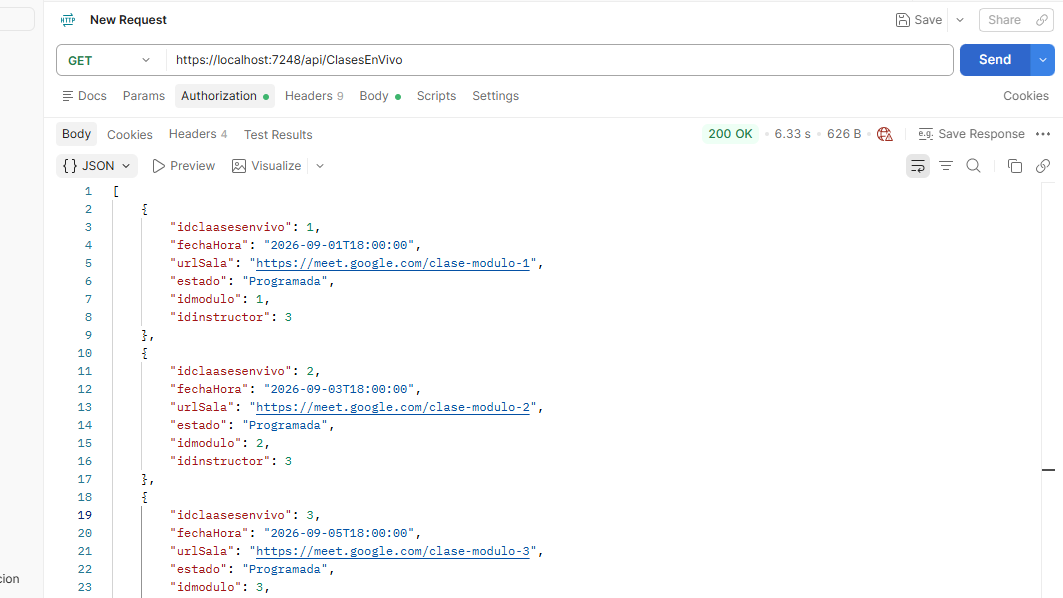 HTTP New Request Save Share
GET https://localhost:7248/api/ClasesEnVivo Send
Docs Params Authorization Headers 9 Body Scripts Settings Cookies
Body Cookies Headers 4 Test Results 200 OK • 6.33 s • 626 B • e.g. Save Response
{} JSON Preview Visualize
1 [
2 {
3 "idclaasesenvivo": 1,
4 "fechaHora": "2026-09-01T18:00:00",
5 "urlSala": "https://meet.google.com/clase-modulo-1",
6 "estado": "Programada",
7 "idmodulo": 1,
8 "idinstructor": 3
9 },
10 {
11 "idclaasesenvivo": 2,
12 "fechaHora": "2026-09-03T18:00:00",
13 "urlSala": "https://meet.google.com/clase-modulo-2",
14 "estado": "Programada",
15 "idmodulo": 2,
16 "idinstructor": 3
17 },
18 {
19 "idclaasesenvivo": 3,
20 "fechaHora": "2026-09-05T18:00:00",
21 "urlSala": "https://meet.google.com/clase-modulo-3",
22 "estado": "Programada",
cion
23 "idmodulo": 3,